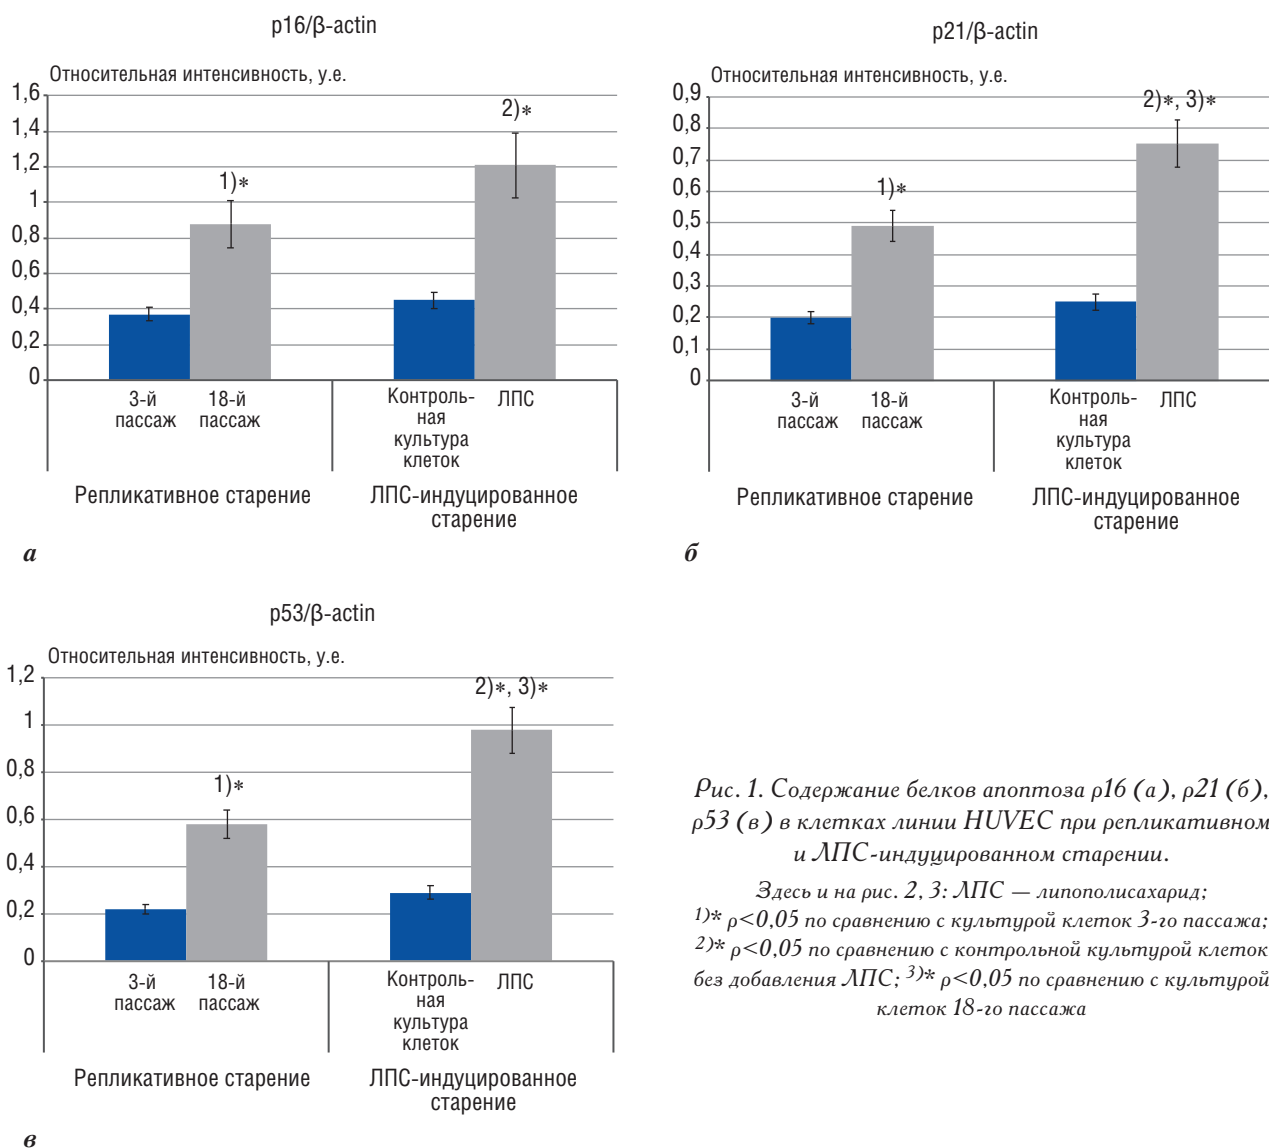 p16/β-actin
Относительная интенсивность, у.е.
1,6
1,4
1,2
1
0,8
0,6
0,4
0,2
0
1)*
2)*
3-й
пассаж
18-й
пассаж
Контроль-
ная
культура
клеток
ЛПС
Репликативное старение
ЛПС-индуцированное
старение
а
p21/β-actin
Относительная интенсивность, у.е.
0,9
0,8
0,7
0,6
0,5
0,4
0,3
0,2
0,1
0
1)*
2)*, 3)*
3-й
пассаж
18-й
пассаж
Контроль-
ная
культура
клеток
ЛПС
Репликативное старение
ЛПС-индуцированное
старение
б
p53/β-actin
Относительная интенсивность, у.е.
1,2
1
0,8
0,6
0,4
0,2
0
1)*
2)*, 3)*
3-й
пассаж
18-й
пассаж
Контроль-
ная
культура
клеток
ЛПС
Репликативное старение
ЛПС-индуцированное
старение
в
Рис. 1. Содержание белков апоптоза р16 (а), р21 (б),
р53 (в) в клетках линии HUVEC при репликативном
и ЛПС-индуцированном старении.
Здесь и на рис. 2, 3: ЛПС — липополисахарид;
1)* р<0,05 по сравнению с культурой клеток 3-го пассажа;
2)* р<0,05 по сравнению с контрольной культурой клеток
без добавления ЛПС; 3)* р<0,05 по сравнению с культурой
клеток 18-го пассажа